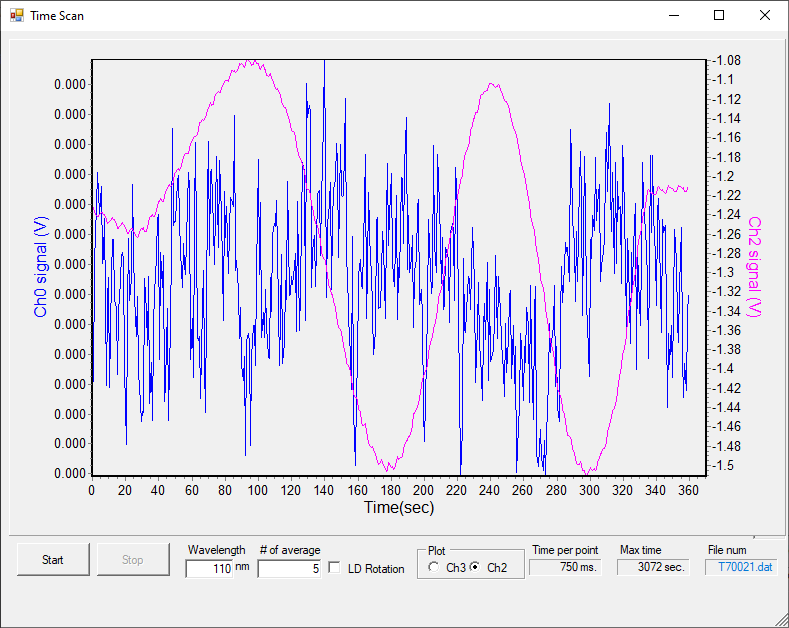 Time Scan
Ch0 signal (V)
0.000
0.000
0.000
0.000
0.000
0.000
0.000
0.000
0.000
0.000
0.000
0.000
0.000
0.000
-1.08
-1.1
-1.12
-1.14
-1.16
-1.18
-1.2
-1.22
-1.24
-1.26
-1.28
-1.3
-1.32
-1.34
-1.36
-1.38
-1.4
-1.42
-1.44
-1.46
-1.48
-1.5
Ch2 signal (V)
0 20 40 60 80 100 120 140 160 180 200 220 240 260 280 300 320 340 360
Time(sec)
Start
Stop
Wavelength
110 nm
# of average
5
LD Rotation
Plot
Ch3 Ch2
Time per point
750 ms.
Max time
3072 sec.
File num
T70021.dat